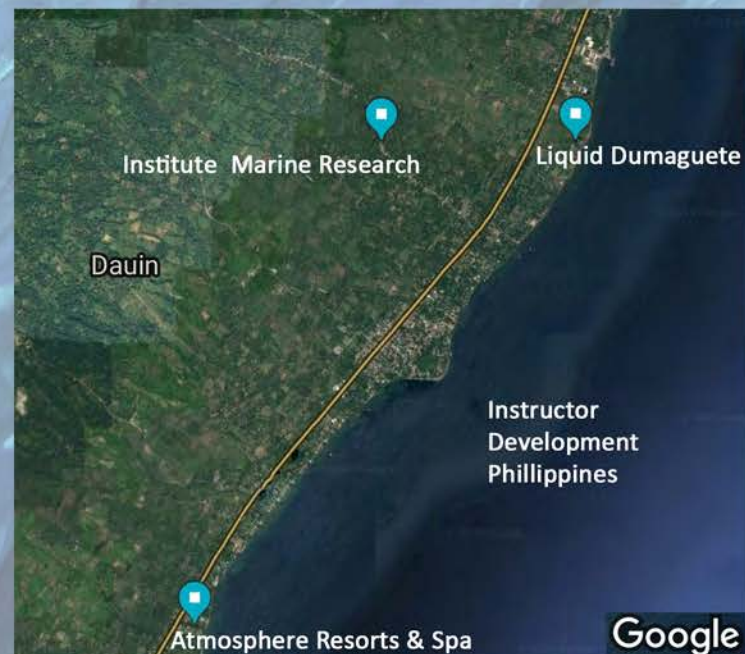 Institute Marine Research
Liquid Dumaguete
Dauin
Instructor
Development
Phillippines
Atmosphere Resorts & Spa
Google